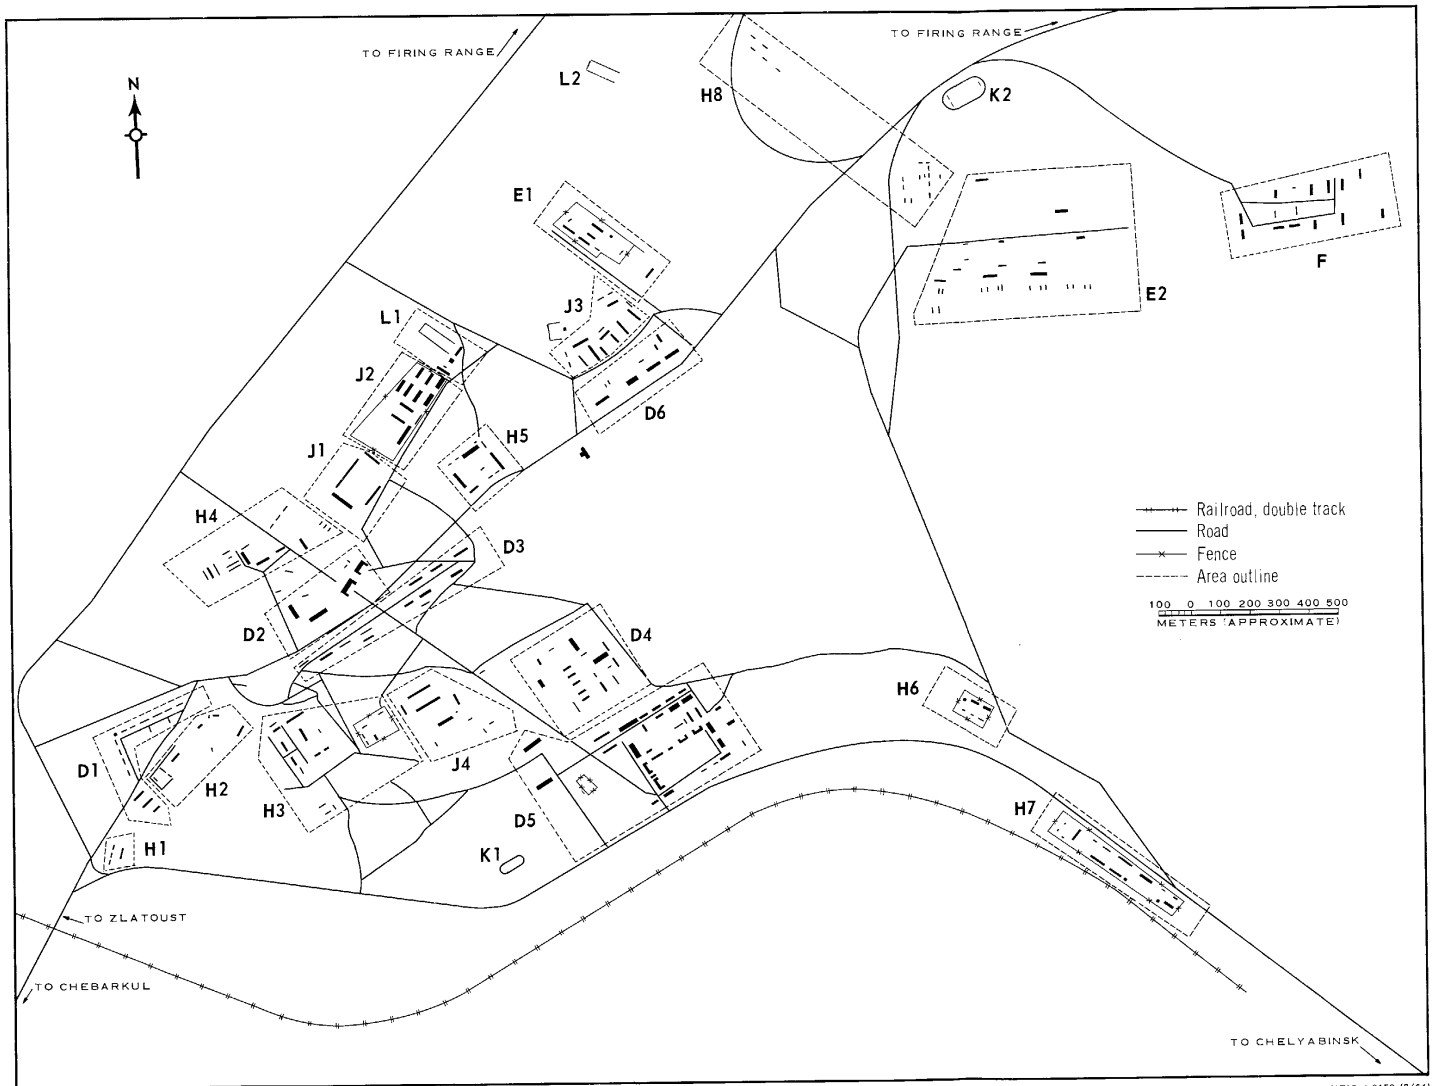 TO FIRING RANGE
TO FIRING RANGE
N
L2
H8
K2
E1
F
J3
E2
L1
J2
D6
H5
J1
H4
Railroad, double track
Road
Fence
Area outline
100 0 100 200 300 400 500
METERS (APPROXIMATE)
D3
D2
D4
H6
D1
H2
J4
H3
H7
D5
H1
K1
TO ZLATOUST
TO CHEBARKUL
TO CHELYABINSK